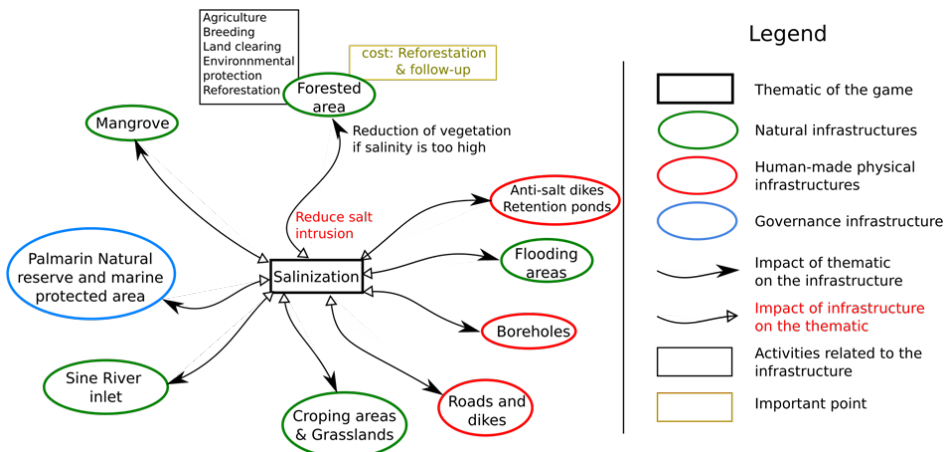 Agriculture
Breeding
Land clearing
Environnmental
protection
Reforestation
cost: Reforestation
& follow-up
Forested
area
Mangrove
Reduction of vegetation
if salinity is too high
Anti-salt dikes
Retention ponds
Reduce salt
intrusion
Palmarin Natural
reserve and marine
protected area
Salinization
Flooding
areas
Boreholes
Sine River
inlet
Croping areas
& Grasslands
Roads and
dikes
Legend
Thematic of the game
Natural infrastructures
Human-made physical
infrastructures
Governance infrastructure
Impact of thematic
on the infrastructure
Impact of infrastructure
on the thematic
Activities related to the
infrastructure
Important point